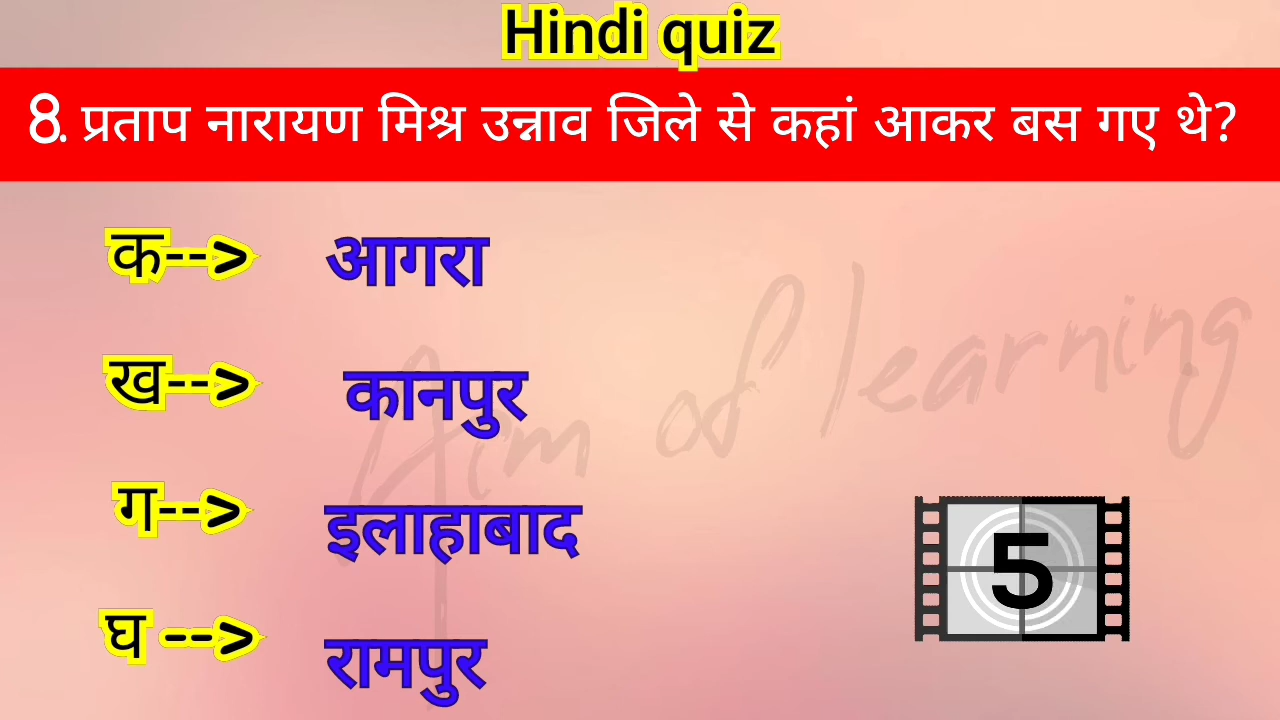 Hindi quiz
8. प्रताप नारायण मिश्र उन्नाव जिले से कहां आकर बस गए थे?
क--> आगरा
ख--> कानपुर
ग--> इलाहाबाद
घ --> रामपुर
Aim of learning
5